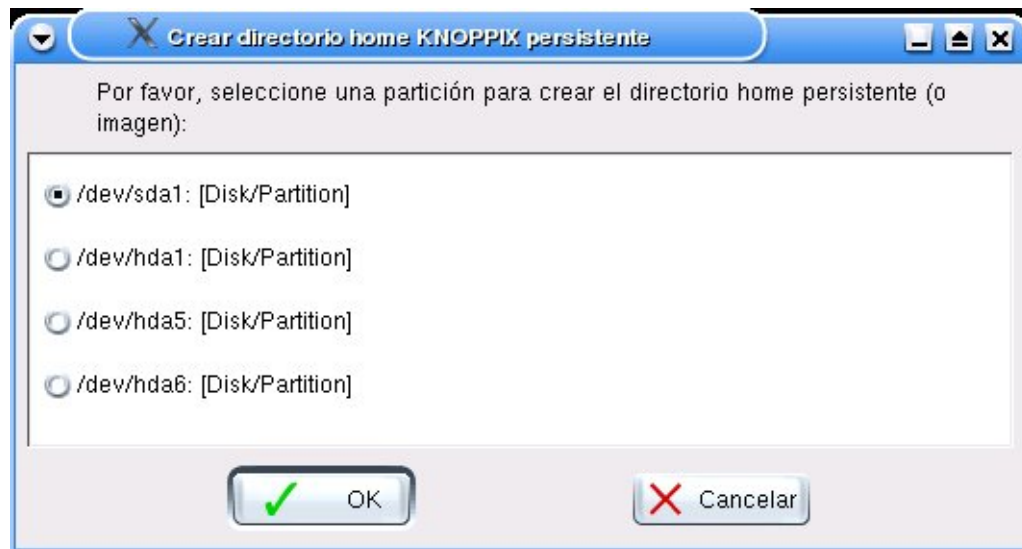 Crear directorio home KNOPPIX persistente
Por favor, seleccione una partición para crear el directorio home persistente (o
imagen):
/dev/sda1: [Disk/Partition]
/dev/hda1: [Disk/Partition]
/dev/hda5: [Disk/Partition]
/dev/hda6: [Disk/Partition]
OK
Cancelar